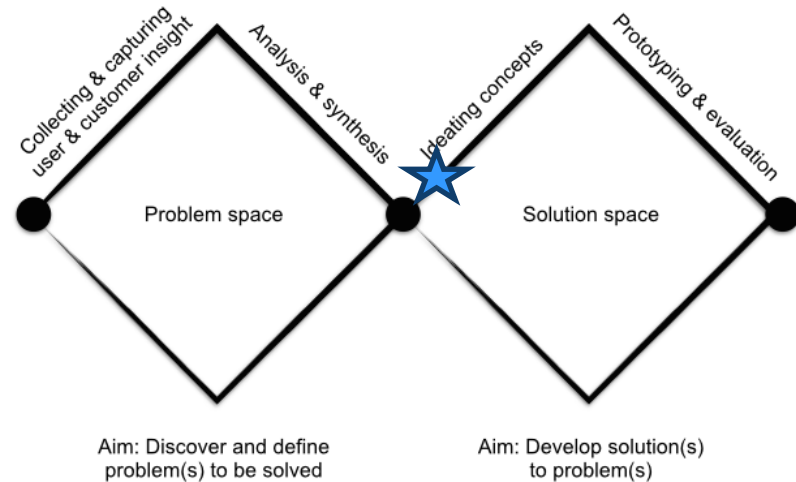 Collecting & capturing
user & customer insight
Analysis & synthesis
Ideating concepts
Prototyping & evaluation
Problem space
Solution space
Aim: Discover and define
problem(s) to be solved
Aim: Develop solution(s)
to problem(s)